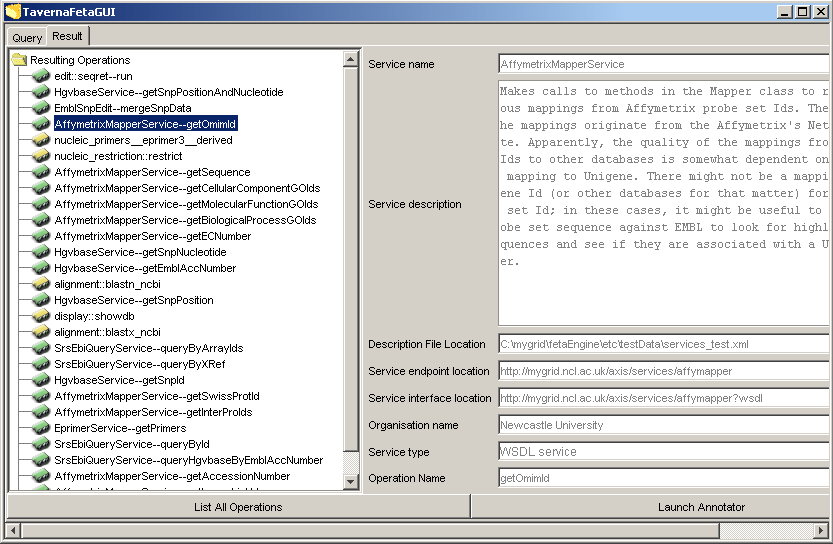 TavernaFetaGUI
Query
Result
Resulting Operations
edit::seqret--run
HgvbaseService--getSnpPositionAndNucleotide
EmblSnpEdit--mergeSnpData
AffymetrixMapperService--getOmimId
nucleic_primers__eprimer3__derived
nucleic_restriction::restrict
AffymetrixMapperService--getSequence
AffymetrixMapperService--getCellularComponentGOIds
AffymetrixMapperService--getMolecularFunctionGOIds
AffymetrixMapperService--getBiologicalProcessGOIds
AffymetrixMapperService--getECNumber
HgvbaseService--getSnpNucleotide
HgvbaseService--getEmblAccNumber
alignment::blastn_ncbi
HgvbaseService--getSnpPosition
display::showdb
alignment::blastx_ncbi
SrsEbiQueryService--queryByArrayIds
SrsEbiQueryService--queryByXRef
HgvbaseService--getSnpId
AffymetrixMapperService--getSwissProtId
AffymetrixMapperService--getInterProIds
EprimerService--getPrimers
SrsEbiQueryService--queryById
SrsEbiQueryService--queryHgvbaseByEmblAccNumber
AffymetrixMapperService--getAccessionNumber
Service name
AffymetrixMapperService
Service description
Makes calls to methods in the Mapper class to r
ous mappings from Affymetrix probe set Ids. The
he mappings originate from the Affymetrix's Net
te. Apparently, the quality of the mappings fro
Ids to other databases is somewhat dependent on
mapping to Unigene. There might not be a mappi
ene Id (or other databases for that matter) for
set Id; in these cases, it might be useful to
obe set sequence against EMBL to look for highl
quences and see if they are associated with a U
er.
Description File Location
C:\mygrid\fetaEngine\etc\testData\services_test.xml
Service endpoint location
http://mygrid.ncl.ac.uk/axis/services/affymapper
Service interface location
http://mygrid.ncl.ac.uk/axis/services/affymapper?wsdl
Organisation name
Newcastle University
Service type
WSDL service
Operation Name
getOmimId
List All Operations
Launch Annotator